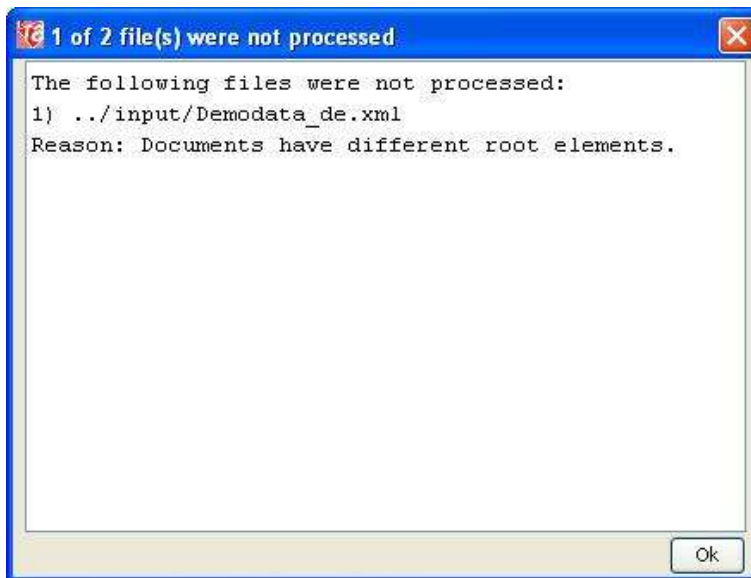 1 of 2 file(s) were not processed
The following files were not processed:
1) ../input/Demodata_de.xml
Reason: Documents have different root elements.
Ok